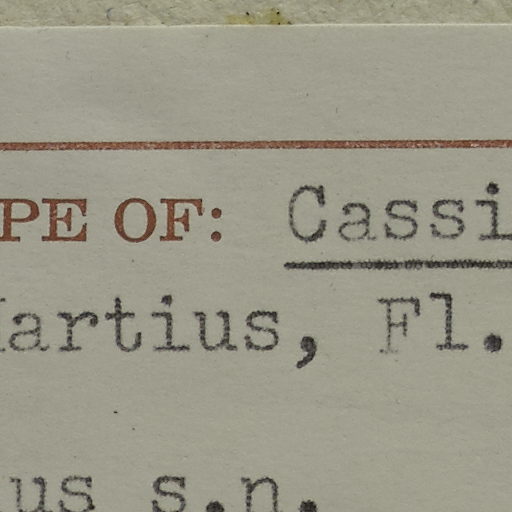 PE OF: Cassi
artius, Fl.
us s.n.